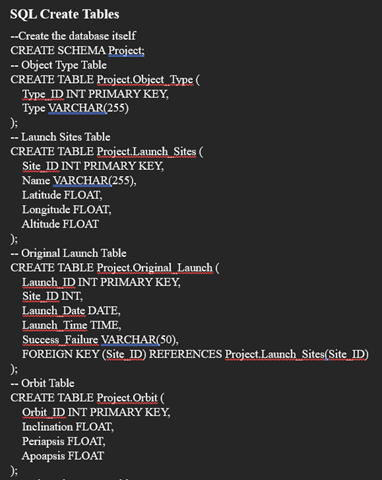 SQL Create Tables
--Create the database itself
CREATE SCHEMA Project;
-- Object Type Table
CREATE TABLE Project.Object_Type (
Type_ID INT PRIMARY KEY,
Type VARCHAR(255)
);
-- Launch Sites Table
CREATE TABLE Project.Launch_Sites (
Site_ID INT PRIMARY KEY,
Name VARCHAR(255),
Latitude FLOAT,
Longitude FLOAT,
Altitude FLOAT
);
-- Original Launch Table
CREATE TABLE Project.Original_Launch (
Launch_ID INT PRIMARY KEY,
Site_ID INT,
Launch_Date DATE,
Launch_Time TIME,
Success_Failure VARCHAR(50),
FOREIGN KEY (Site_ID) REFERENCES Project.Launch_Sites(Site_ID)
);
-- Orbit Table
CREATE TABLE Project.Orbit (
Orbit_ID INT PRIMARY KEY,
Inclination FLOAT,
Periapsis FLOAT,
Apoapsis FLOAT
);